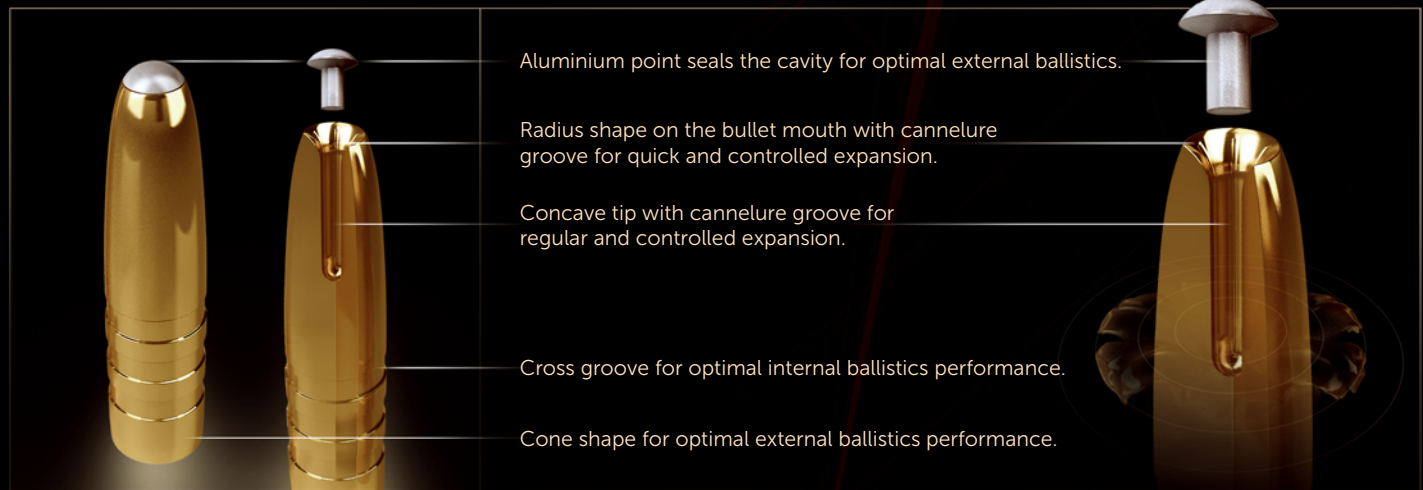 Aluminium point seals the cavity for optimal external ballistics.
Radius shape on the bullet mouth with cannelure
groove for quick and controlled expansion.
Concave tip with cannelure groove for
regular and controlled expansion.
Cross groove for optimal internal ballistics performance.
Cone shape for optimal external ballistics performance.